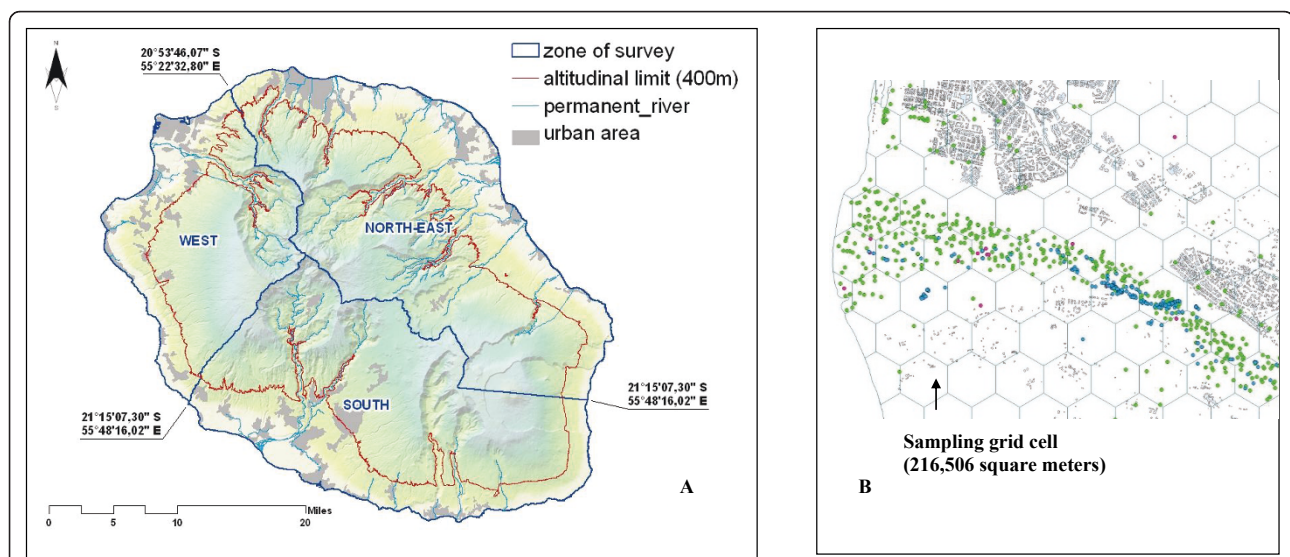 N
S
20°53'46,07" S
55°22'32,80" E
zone of survey
altitudinal limit (400m)
permanent_river
urban area
WEST
NORTH-EAST
SOUTH
21°15'07,30" S
55°48'16,02" E
21°15'07,30" S
55°48'16,02" E
Miles
0 5 10 20
A
Sampling grid cell
(216,506 square meters)
B